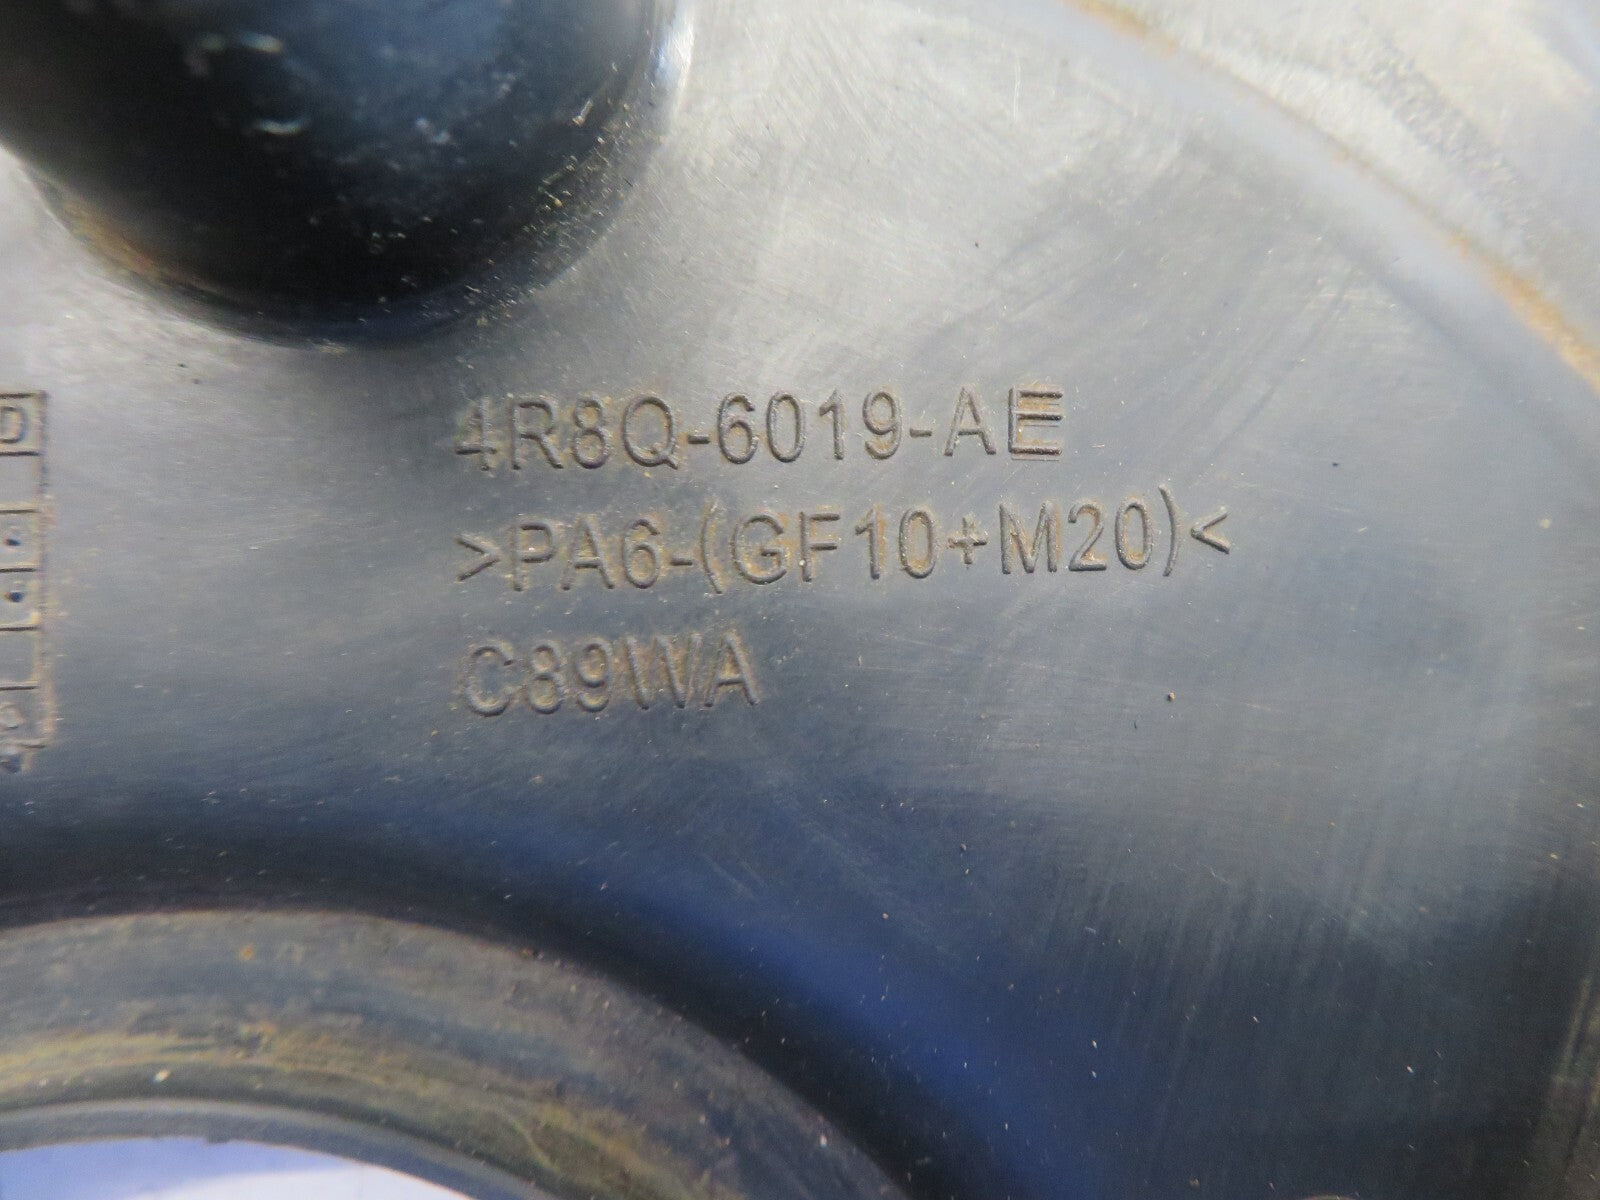 4R8Q-6019-AE
>PA6-(GF10+M20)<
C89WA
D